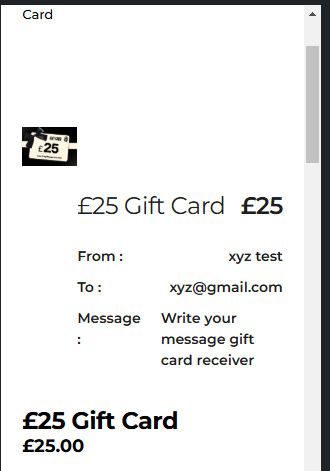 Card
£25
£25 Gift Card £25
From : xyz test
To : xyz@gmail.com
Message : Write your
message gift
card receiver
£25 Gift Card
£25.00